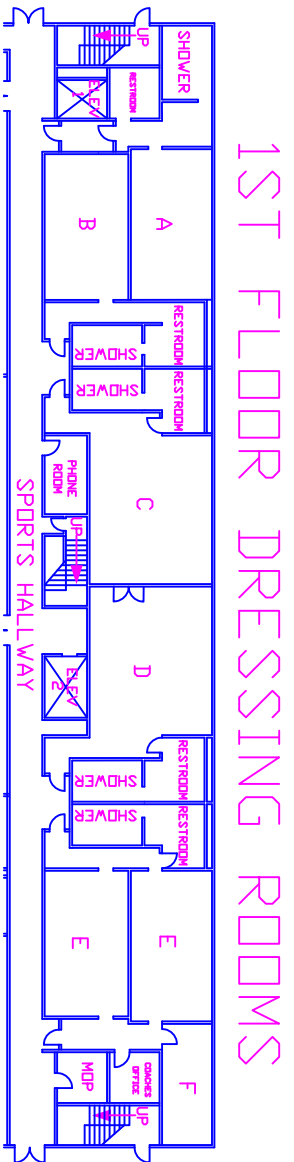 1ST FLOOR DRESSING ROOMS
UP
SHOWER
RESTROOM
ELEV
1
A
B
RESTROOM
RESTROOM
SHOWER
SHOWER
C
PHONE
ROOM
UP
SPORTS HALLWAY
D
ELEV
2
RESTROOM
RESTROOM
SHOWER
SHOWER
E
E
F
COACHES
OFFICE
MOP
UP